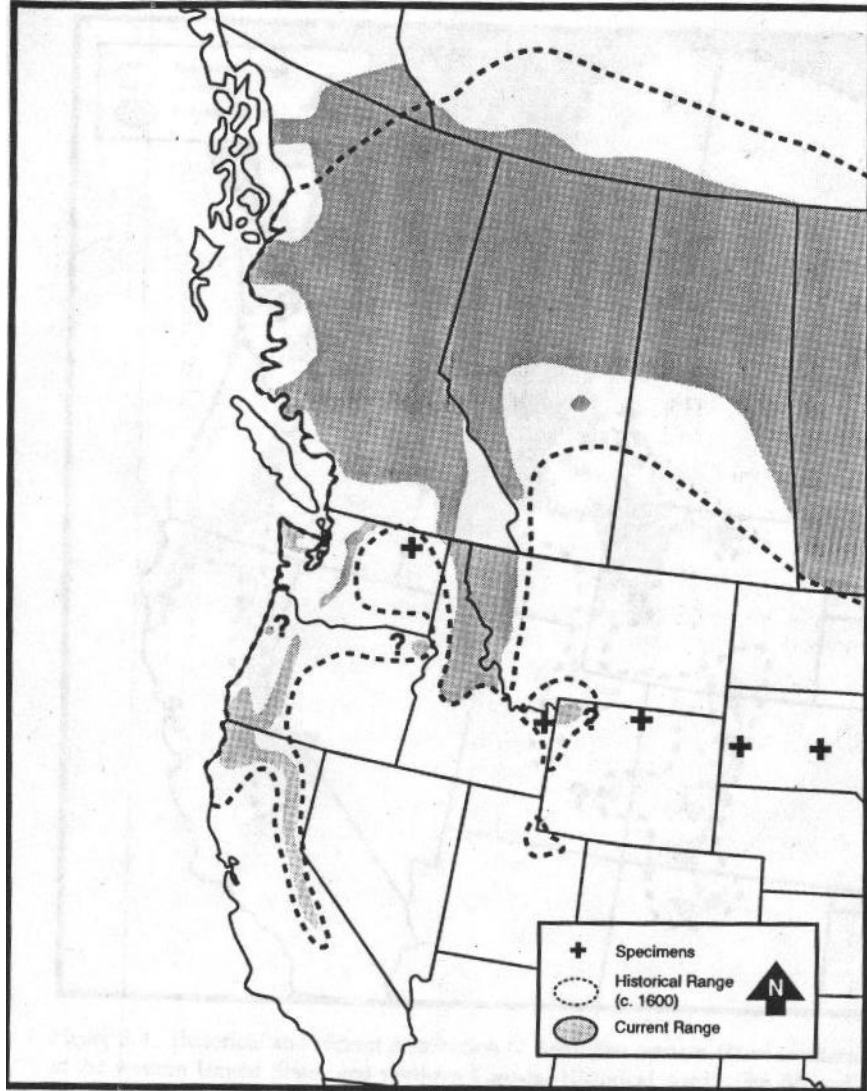 ?
?
?
Specimens
Historical Range
(c. 1600)
Current Range
N